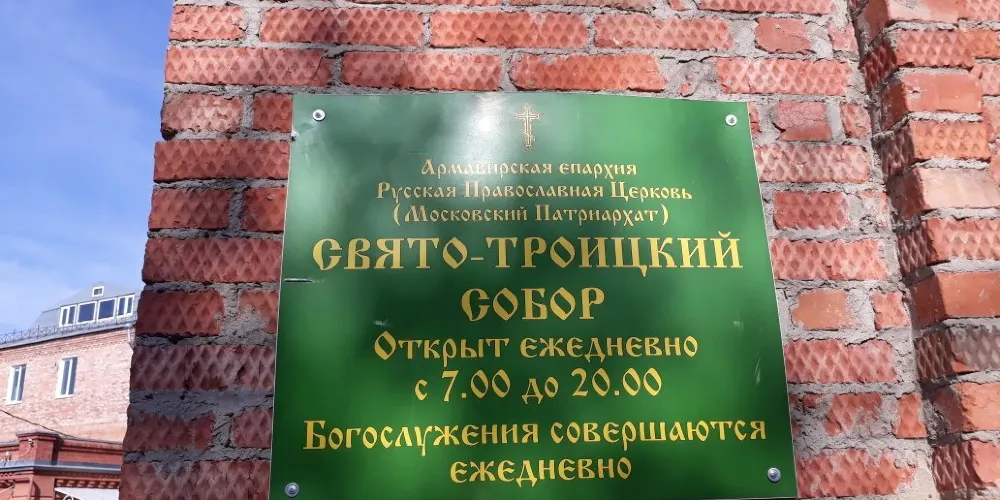 Армавирская епархия
Русская Православная Церковь
(Московский Патриархат)
СВЯТО-ТРОИЦКИЙ
СОБОР
Открыт ежедневно
с 7.00 до 20.00
Богослужения совершаются
ежедневно